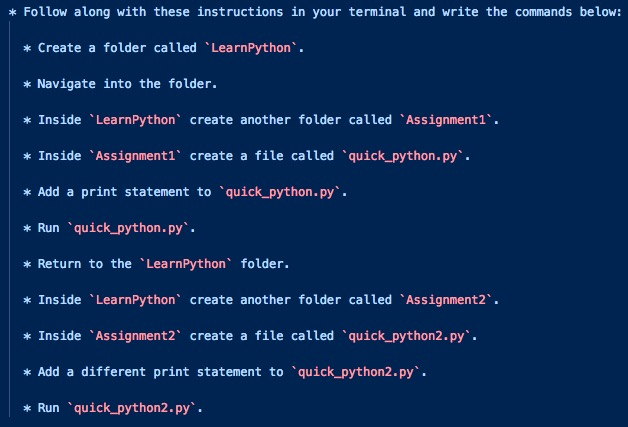 * Follow along with these instructions in your terminal and write the commands below:
* Create a folder called `LearnPython`.
* Navigate into the folder.
* Inside `LearnPython` create another folder called `Assignment1`.
* Inside `Assignment1` create a file called `quick_python.py`.
* Add a print statement to `quick_python.py`.
* Run `quick_python.py`.
* Return to the `LearnPython` folder.
* Inside `LearnPython` create another folder called `Assignment2`.
* Inside `Assignment2` create a file called `quick_python2.py`.
* Add a different print statement to `quick_python2.py`.
* Run `quick_python2.py`.